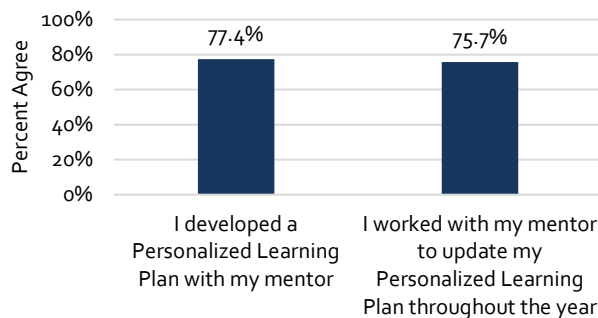 Percent Agree
100%
80%
60%
40%
20%
0%
77.4%
75.7%
I developed a
Personalized Learning
Plan with my mentor
I worked with my mentor
to update my
Personalized Learning
Plan throughout the year